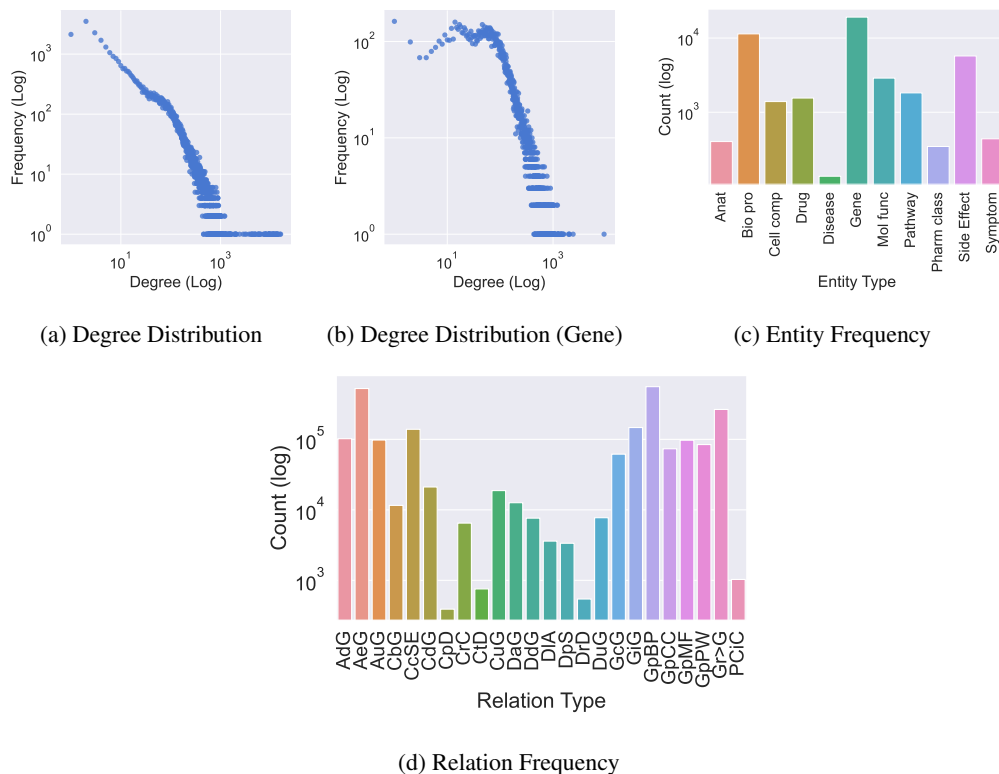 Frequency (Log)
10^3
10^2
10^1
10^0
10^1
10^3
Degree (Log)
(a) Degree Distribution
Frequency (Log)
10^2
10^1
10^0
10^1
10^3
Degree (Log)
(b) Degree Distribution (Gene)
Count (Log)
10^4
10^3
Anat
Bio pro
Cell comp
Drug
Disease
Gene
Mol func
Pathway
Pharm class
Side Effect
Symptom
Entity Type
(c) Entity Frequency
Count (log)
10^5
10^4
10^3
AdG
AeG
AuG
CbG
CcSE
CdG
CpD
CrC
CtD
CuG
DaG
DdG
DlA
DpS
DrD
DuG
GcG
GiG
GpBP
GpCC
GpMF
GpPW
Gr>G
PCiC
Relation Type
(d) Relation Frequency